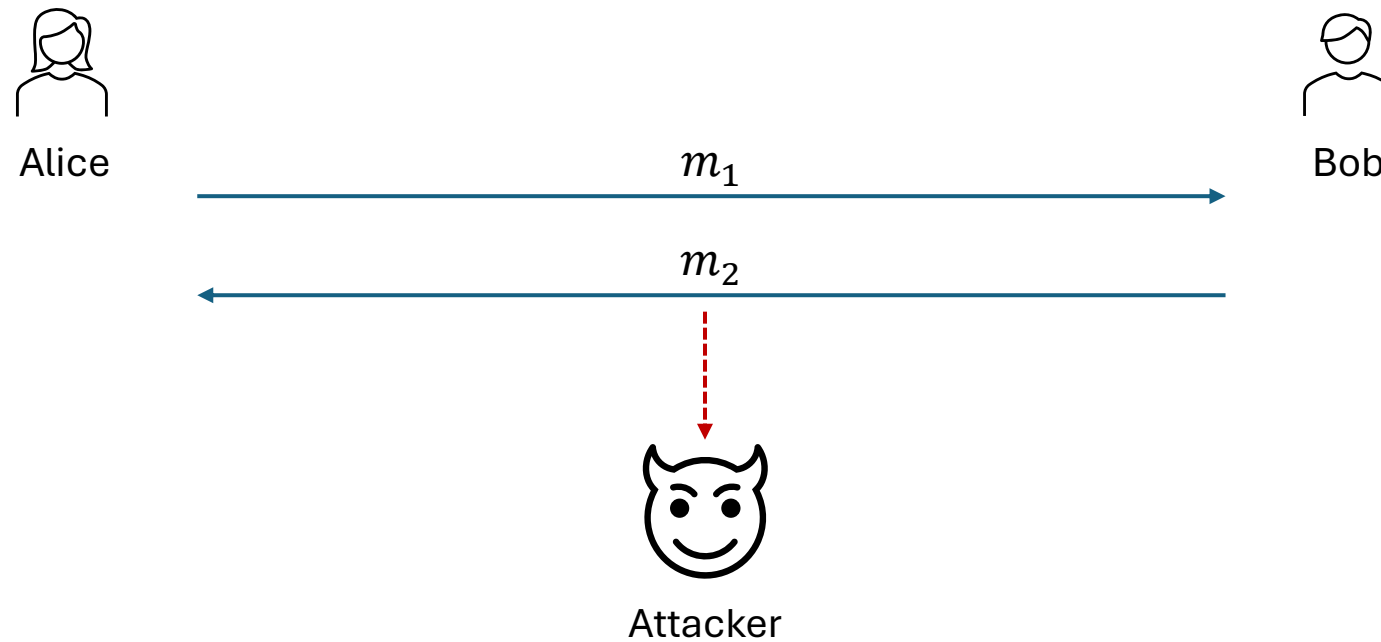 Alice
Bob
m₁
m₂
Attacker